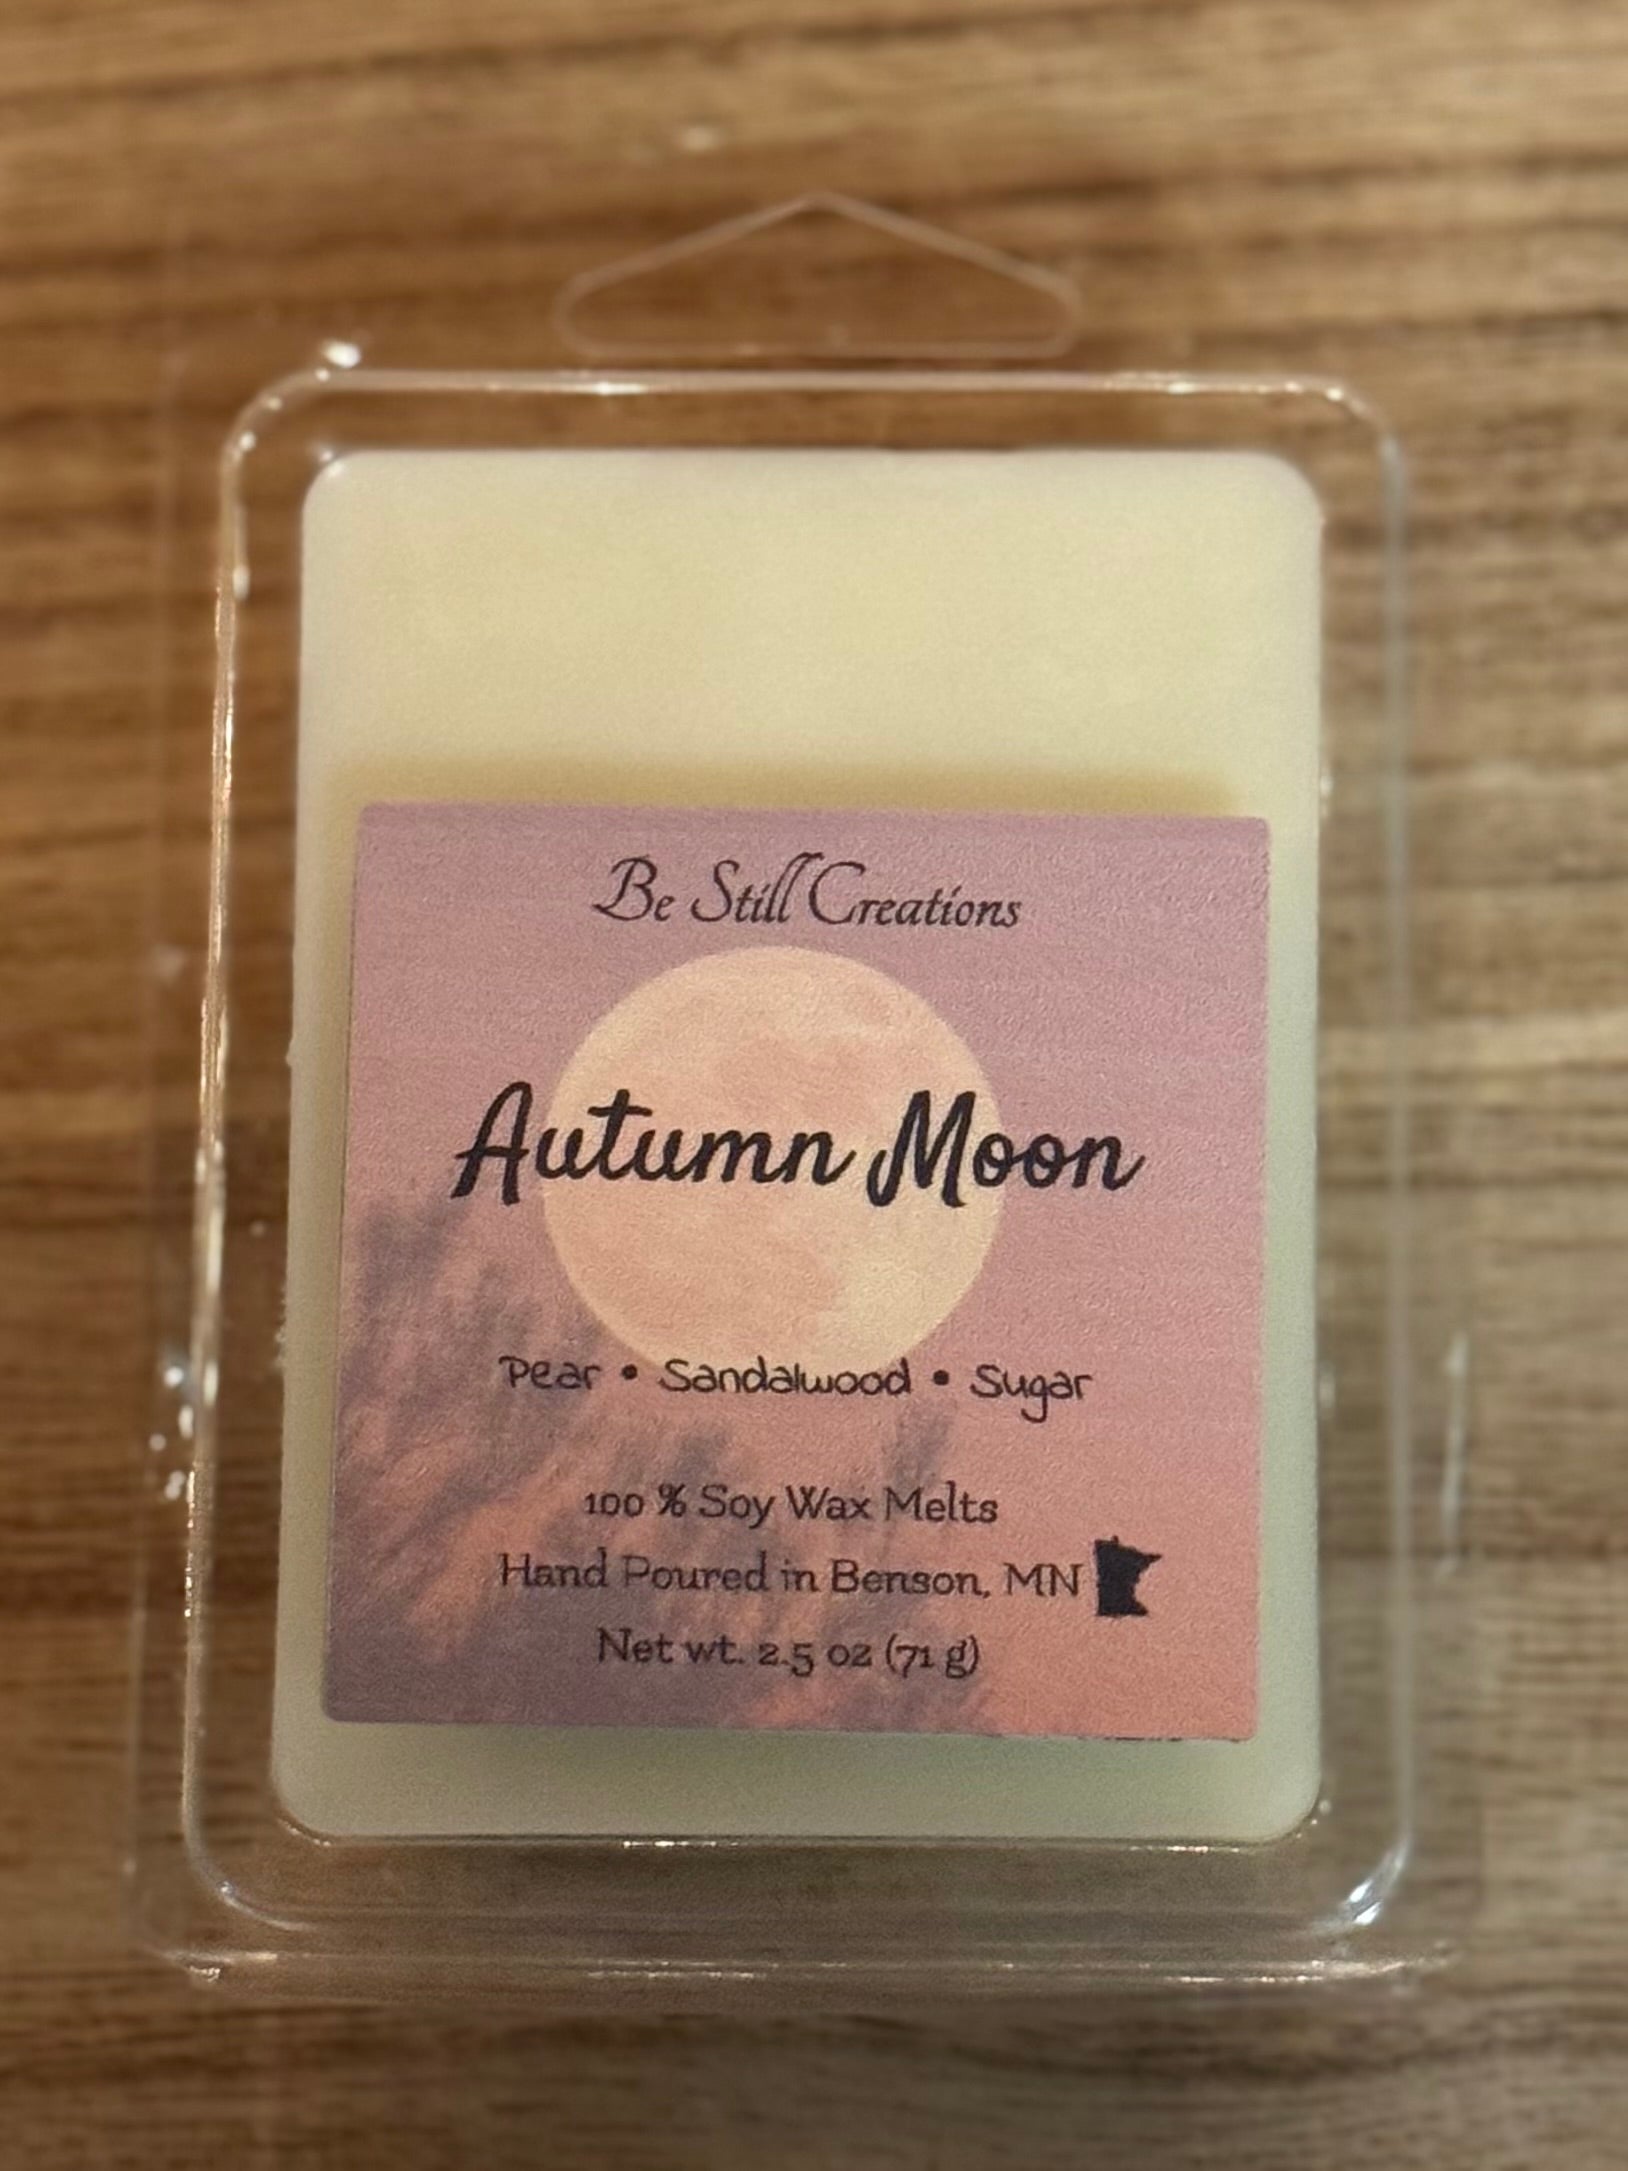 Be Still Creations
Autumn Moon
Pear • Sandalwood • Sugar
100 % Soy Wax Melts
Hand Poured in Benson, MN
Net wt. 2.5 oz (71 g)